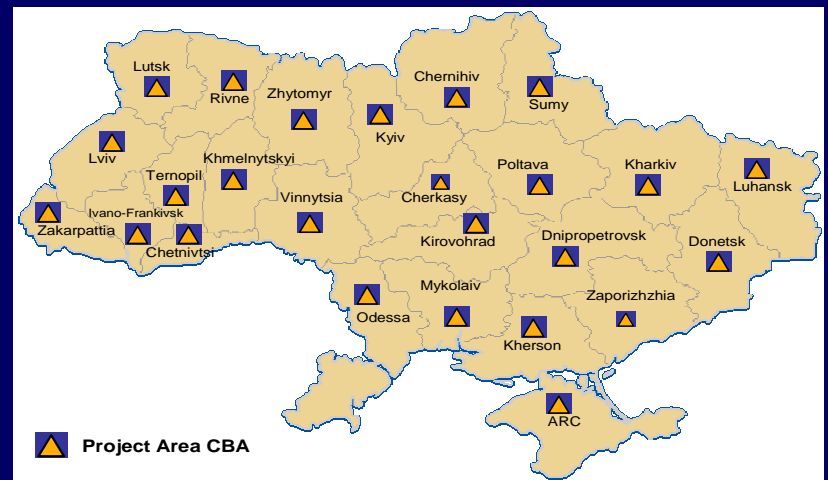 Lutsk
Rivne
Zhytomyr
Chernihiv
Sumy
Kyiv
Lviv
Ternopil
Khmelnytskyi
Vinnytsia
Cherkasy
Poltava
Kharkiv
Luhansk
Zakarpattia
Ivano-Frankivsk
Chetnivtsi
Kirovohrad
Dnipropetrovsk
Donetsk
Odessa
Mykolaiv
Kherson
Zaporizhzhia
ARC
Project Area CBA